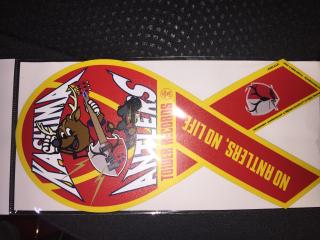 KASHIMA
ANTLERS
TOWER RECORDS
NO ANTLERS, NO LIFE.